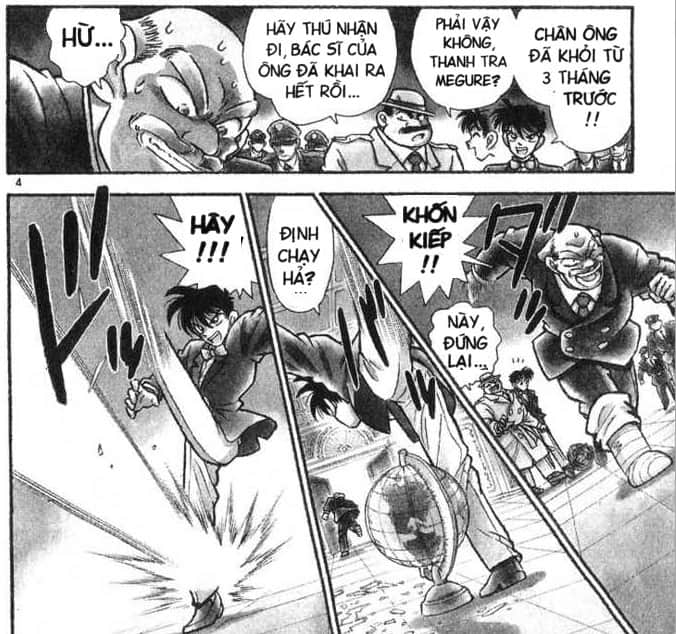 CHÂN ÔNG
ĐÃ KHỎI TỪ
3 THÁNG
TRƯỚC
!!
PHẢI VẬY
KHÔNG,
THANH TRA
MEGURE?
HÃY THÚ NHẬN
ĐI, BÁC SĨ CỦA
ÔNG ĐÃ KHAI RA
HẾT RỒI...
HỪ...
4
KHỐN
KIẾP
!!
NÀY,
ĐỨNG
LẠI...
ĐỊNH
CHẠY
HẢ?
...
HÂY
!!!